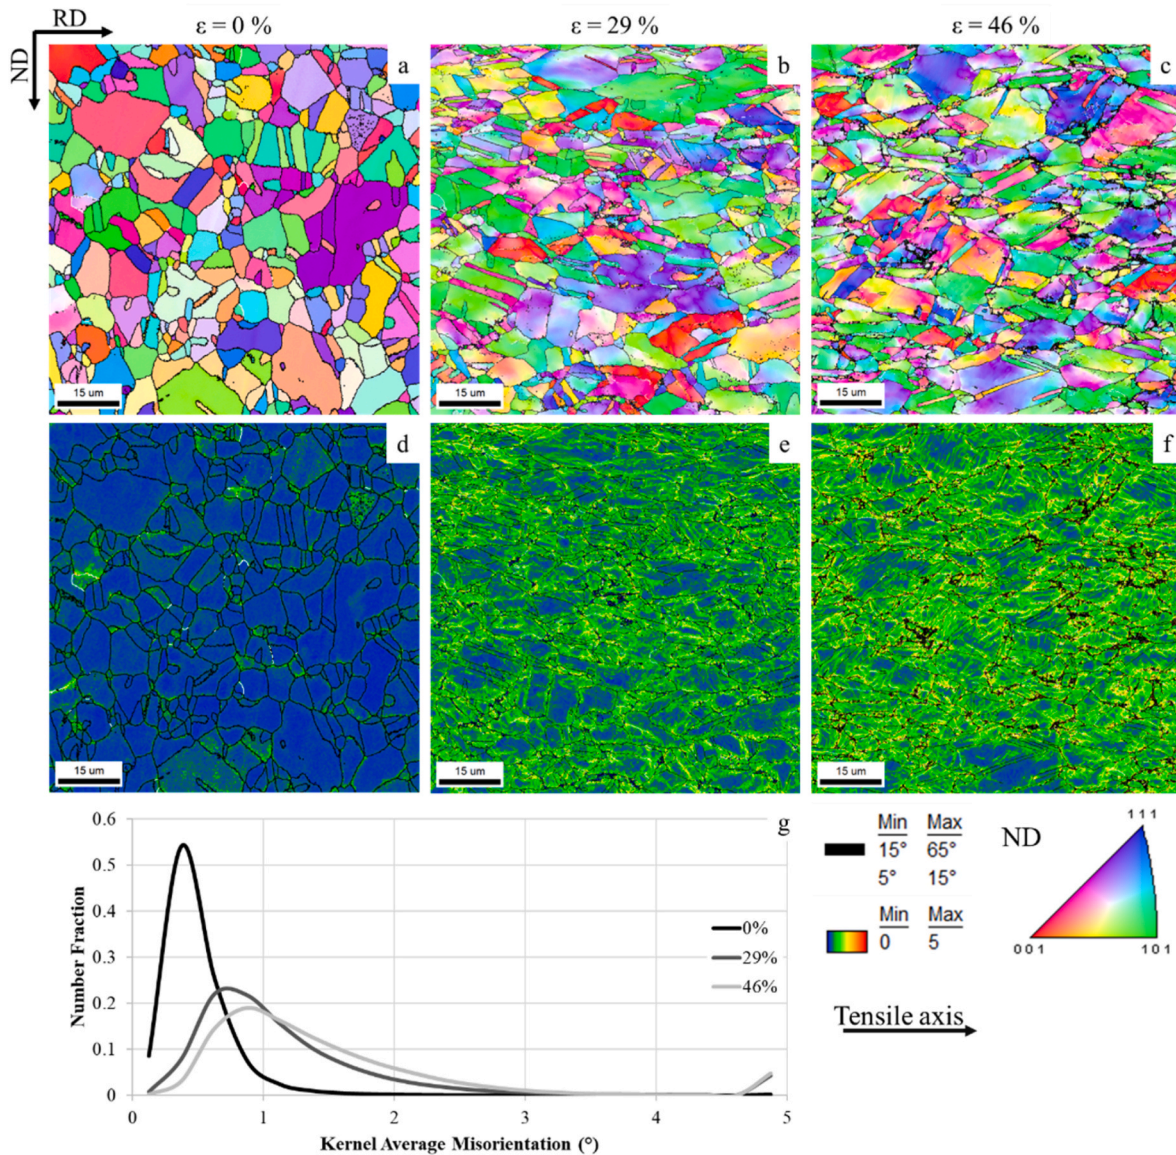 RD
ND
ε = 0 %
ε = 29 %
ε = 46 %
a
b
c
15 um
15 um
15 um
d
e
f
15 um
15 um
15 um
g
0.6
0.5
0.4
0.3
0.2
0.1
0
Number Fraction
0 1 2 3 4 5
Kernel Average Misorientation (°)
0%
29%
46%
Min Max
15° 65°
5° 15°
Min Max
0 5
ND
111
001 101
Tensile axis